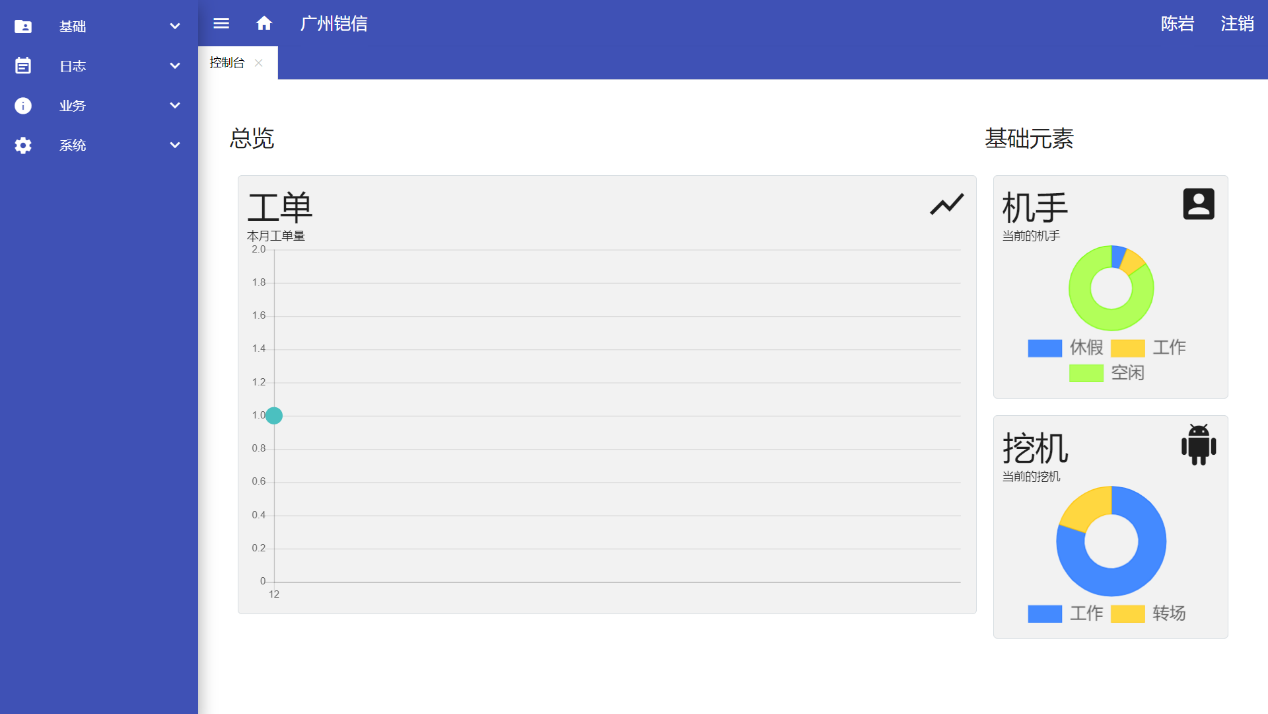 基础
日志
业务
系统
广州铠信
陈岩 注销
控制台
总览
工单
本月工单量
2.0
1.8
1.6
1.4
1.2
1.0
0.8
0.6
0.4
0.2
0
12
基础元素
机手
当前的机手
休假 工作
空闲
挖机
当前的挖机
工作 转场